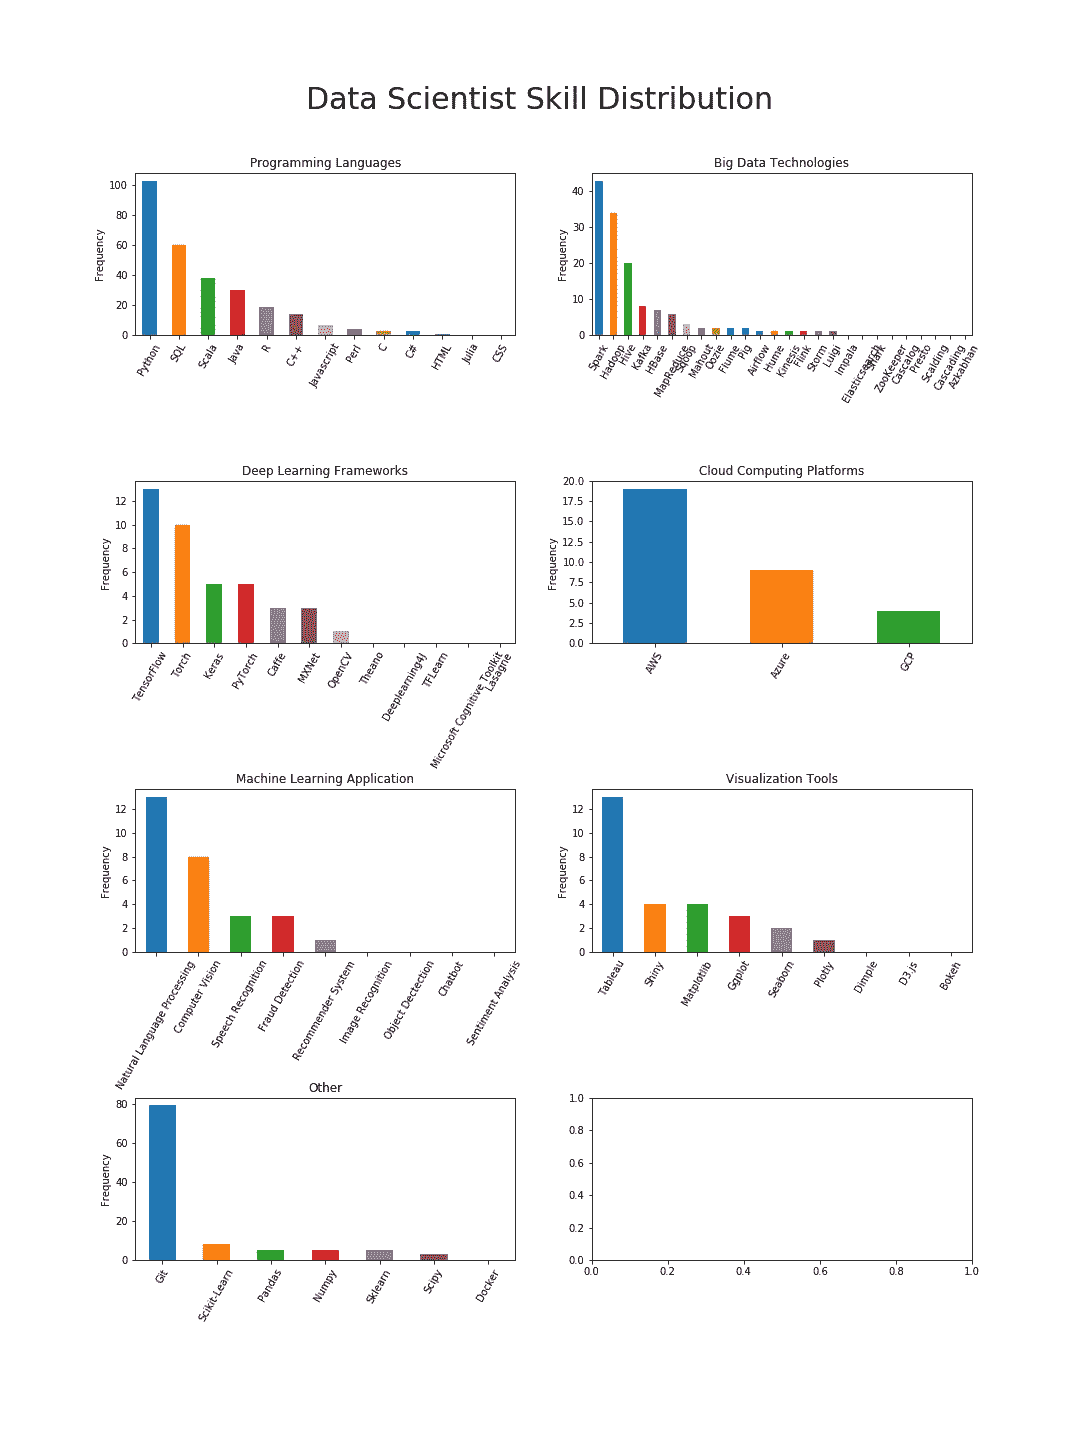 Data Scientist Skill Distribution
Programming Languages
Frequency
100
80
60
40
20
0
Python
SQL
Scala
Java
R
C++
Javascript
Perl
C
C#
HTML
Julia
CSS
Big Data Technologies
Frequency
40
30
20
10
0
Spark
Hadoop
Hive
Kafka
HBase
MapReduce
Sqoop
Mahout
Oozie
Flume
Pig
Airflow
Hume
Kinesis
Flink
Storm
Luigi
Impala
Elasticsearch
ZooKeeper
Cascalog
Presto
Scalding
Cascading
Azkabhan
Deep Learning Frameworks
Frequency
12
10
8
6
4
2
0
TensorFlow
Torch
Keras
PyTorch
Caffe
MXNet
OpenCV
Theano
Deeplearning4J
TFLearn
Microsoft Cognitive Toolkit
Lasagne
Cloud Computing Platforms
Frequency
20.0
17.5
15.0
12.5
10.0
7.5
5.0
2.5
0.0
AWS
Azure
GCP
Machine Learning Application
Frequency
12
10
8
6
4
2
0
Natural Language Processing
Computer Vision
Speech Recognition
Fraud Detection
Recommender System
Image Recognition
Object Dectection
Chatbot
Sentiment Analysis
Visualization Tools
Frequency
12
10
8
6
4
2
0
Tableau
Shiny
Matplotlib
Ggplot
Seaborn
Plotly
Dimple
D3.js
Bokeh
Other
Frequency
80
60
40
20
0
Git
Scikit-Learn
Pandas
Numpy
Sklearn
Scipy
Docker
1.0
0.8
0.6
0.4
0.2
0.0
0.0
0.2
0.4
0.6
0.8
1.0